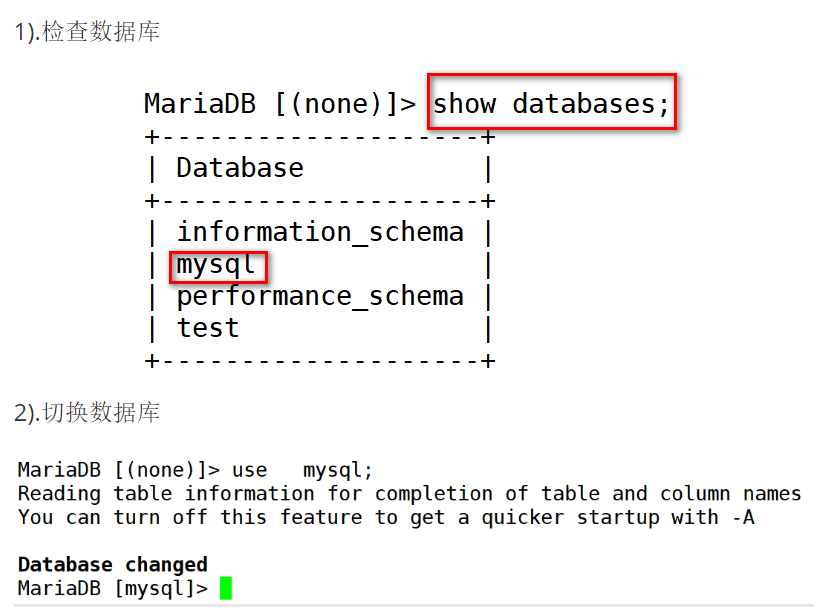 1).检查数据库
MariaDB [(none)]> show databases;
+--------------------+
| Database           |
+--------------------+
| information_schema |
| mysql              |
| performance_schema |
| test               |
+--------------------+
2).切换数据库
MariaDB [(none)]> use   mysql;
Reading table information for completion of table and column names
You can turn off this feature to get a quicker startup with -A
Database changed
MariaDB [mysql]>